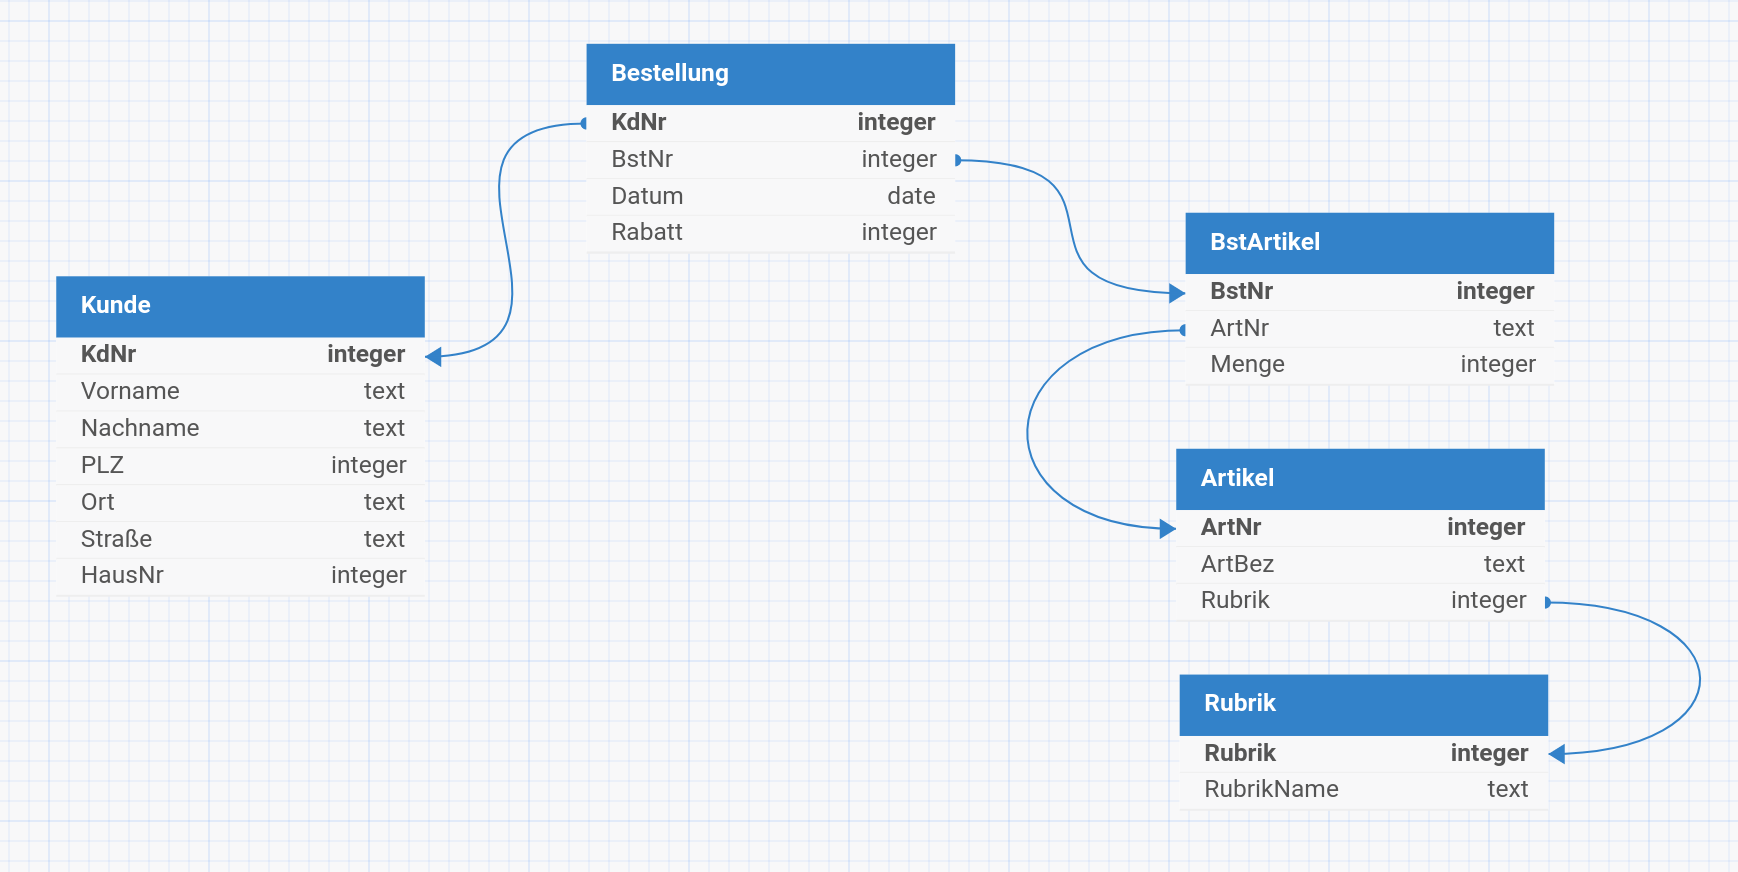 Bestellung
KdNr integer
BstNr integer
Datum date
Rabatt integer
Kunde
KdNr integer
Vorname text
Nachname text
PLZ integer
Ort text
Straße text
HausNr integer
BstArtikel
BstNr integer
ArtNr text
Menge integer
Artikel
ArtNr integer
ArtBez text
Rubrik integer
Rubrik
Rubrik integer
RubrikName text